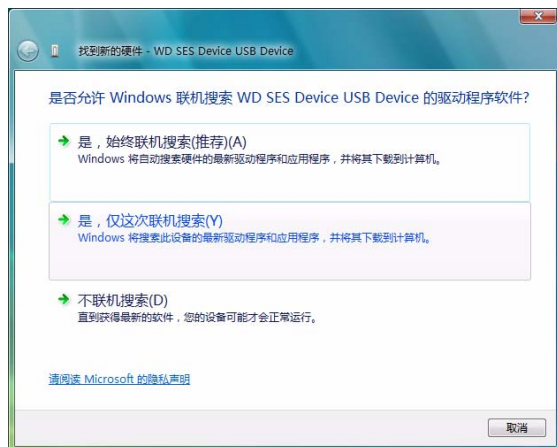 找到新的硬件 - WD SES Device USB Device
是否允许 Windows 联机搜索 WD SES Device USB Device 的驱动程序软件?
是，始终联机搜索(推荐)(A)
Windows 将自动搜索硬件的最新驱动程序和应用程序，并将其下载到计算机。
是，仅这次联机搜索(Y)
Windows 将搜索此设备的最新驱动程序和应用程序，并将其下载到计算机。
不联机搜索(D)
直到获得最新的软件，您的设备可能才会正常运行。
请阅读 Microsoft 的隐私声明
取消